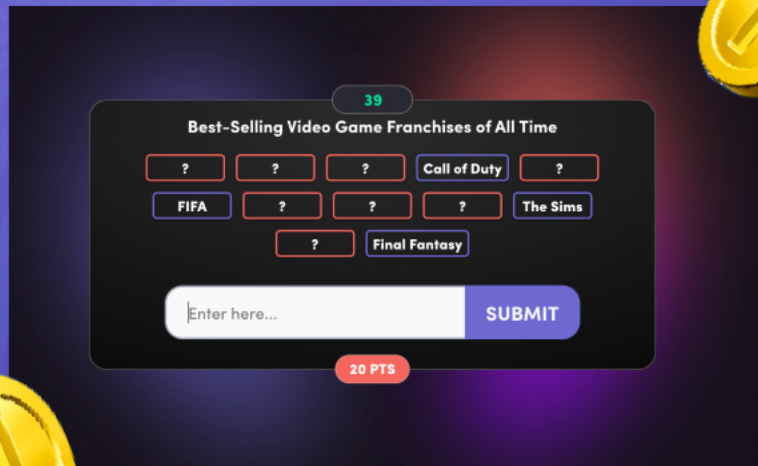 39
Best-Selling Video Game Franchises of All Time
? ? ? Call of Duty ?
FIFA ? ? ? The Sims
? Final Fantasy
Enter here... SUBMIT
20 PTS